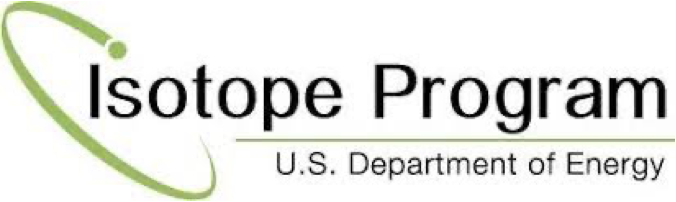 Isotope Program
U.S. Department of Energy